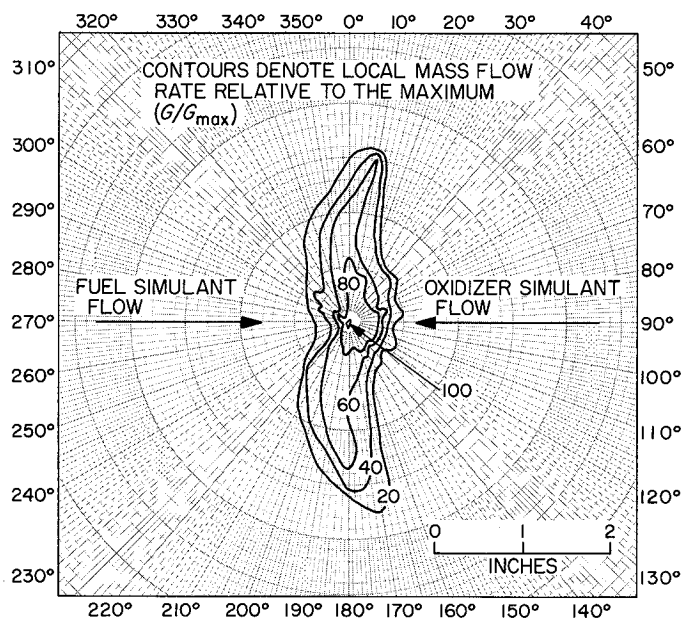 320° 330° 340° 350° 0° 10° 20° 30° 40°
310° 50°
CONTOURS DENOTE LOCAL MASS FLOW
RATE RELATIVE TO THE MAXIMUM
(G/Gmax)
300° 60°
290° 70°
280° 80°
FUEL SIMULANT
FLOW
80
OXIDIZER SIMULANT
FLOW
270° 90°
260° 100°
100
60
250° 110°
40
240° 120°
20
0 1 2
INCHES
230° 130°
220° 210° 200° 190° 180° 170° 160° 150° 140°